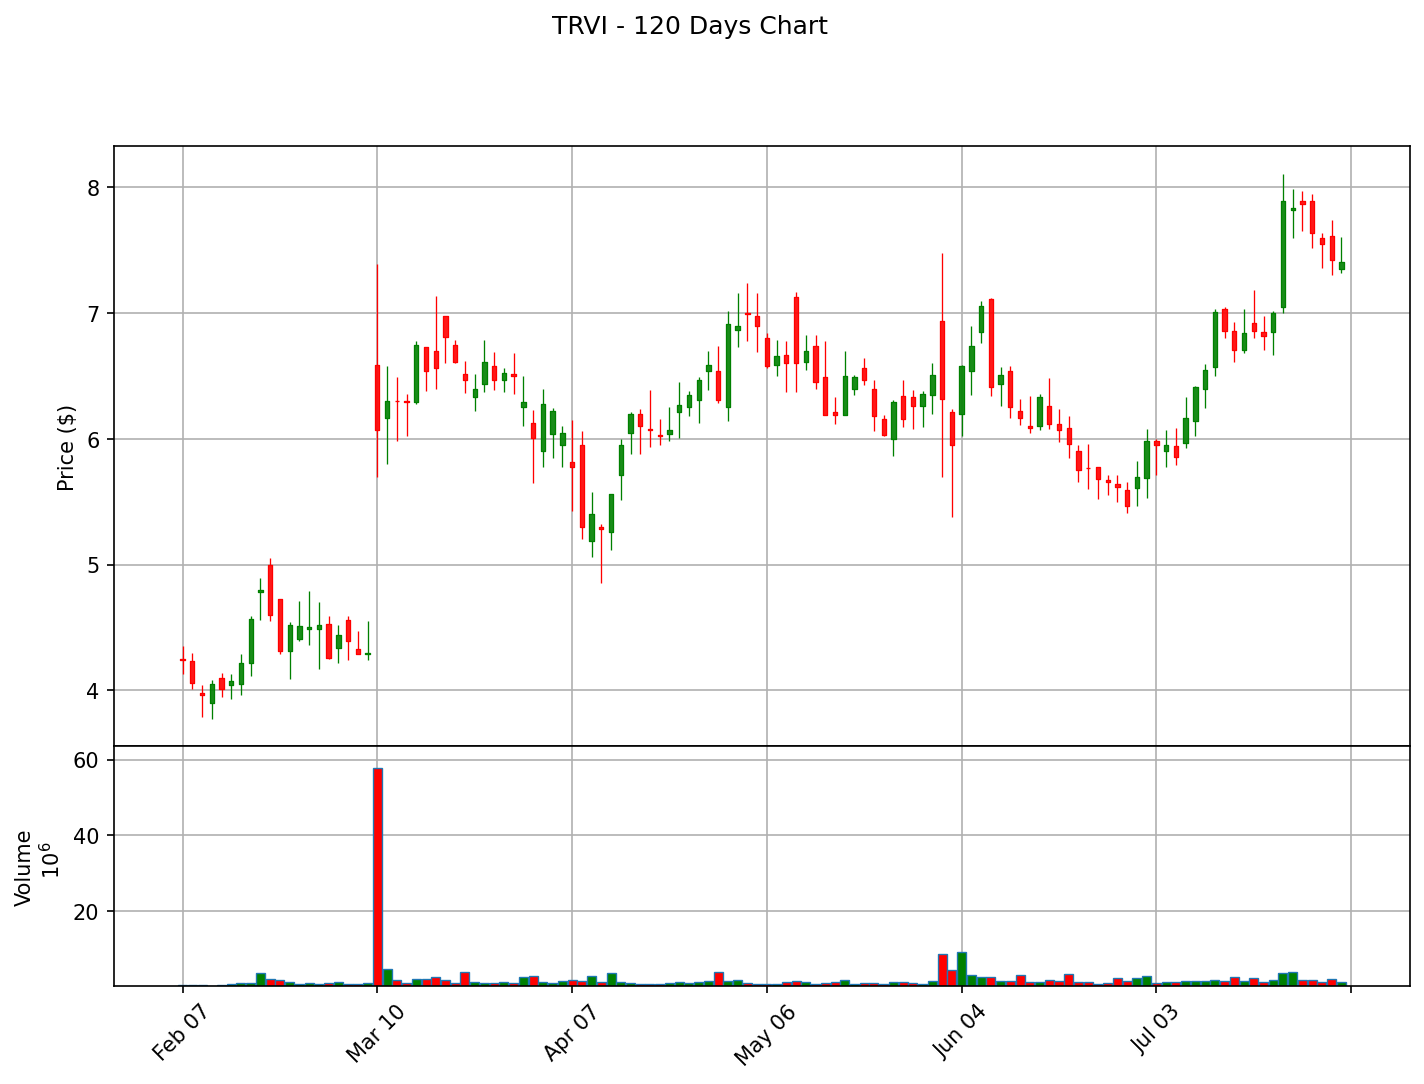 TRVI - 120 Days Chart
Price ($)
8
7
6
5
4
Volume
10⁶
60
40
20
Feb 07
Mar 10
Apr 07
May 06
Jun 04
Jul 03